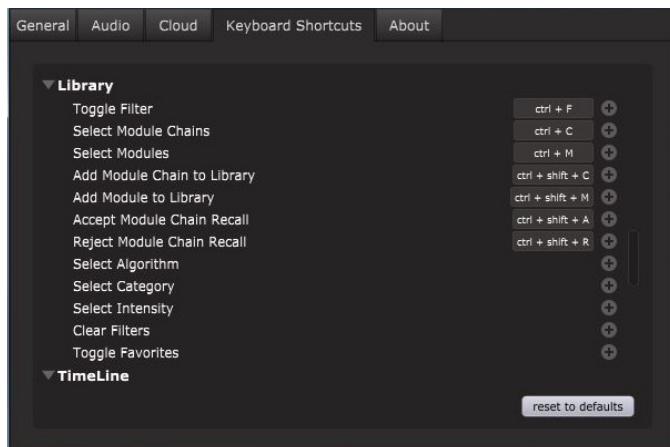 General Audio Cloud Keyboard Shortcuts About
Library
Toggle Filter ctrl + F
Select Module Chains ctrl + C
Select Modules ctrl + M
Add Module Chain to Library ctrl + shift + C
Add Module to Library ctrl + shift + M
Accept Module Chain Recall ctrl + shift + A
Reject Module Chain Recall ctrl + shift + R
Select Algorithm
Select Category
Select Intensity
Clear Filters
Toggle Favorites
TimeLine
reset to defaults